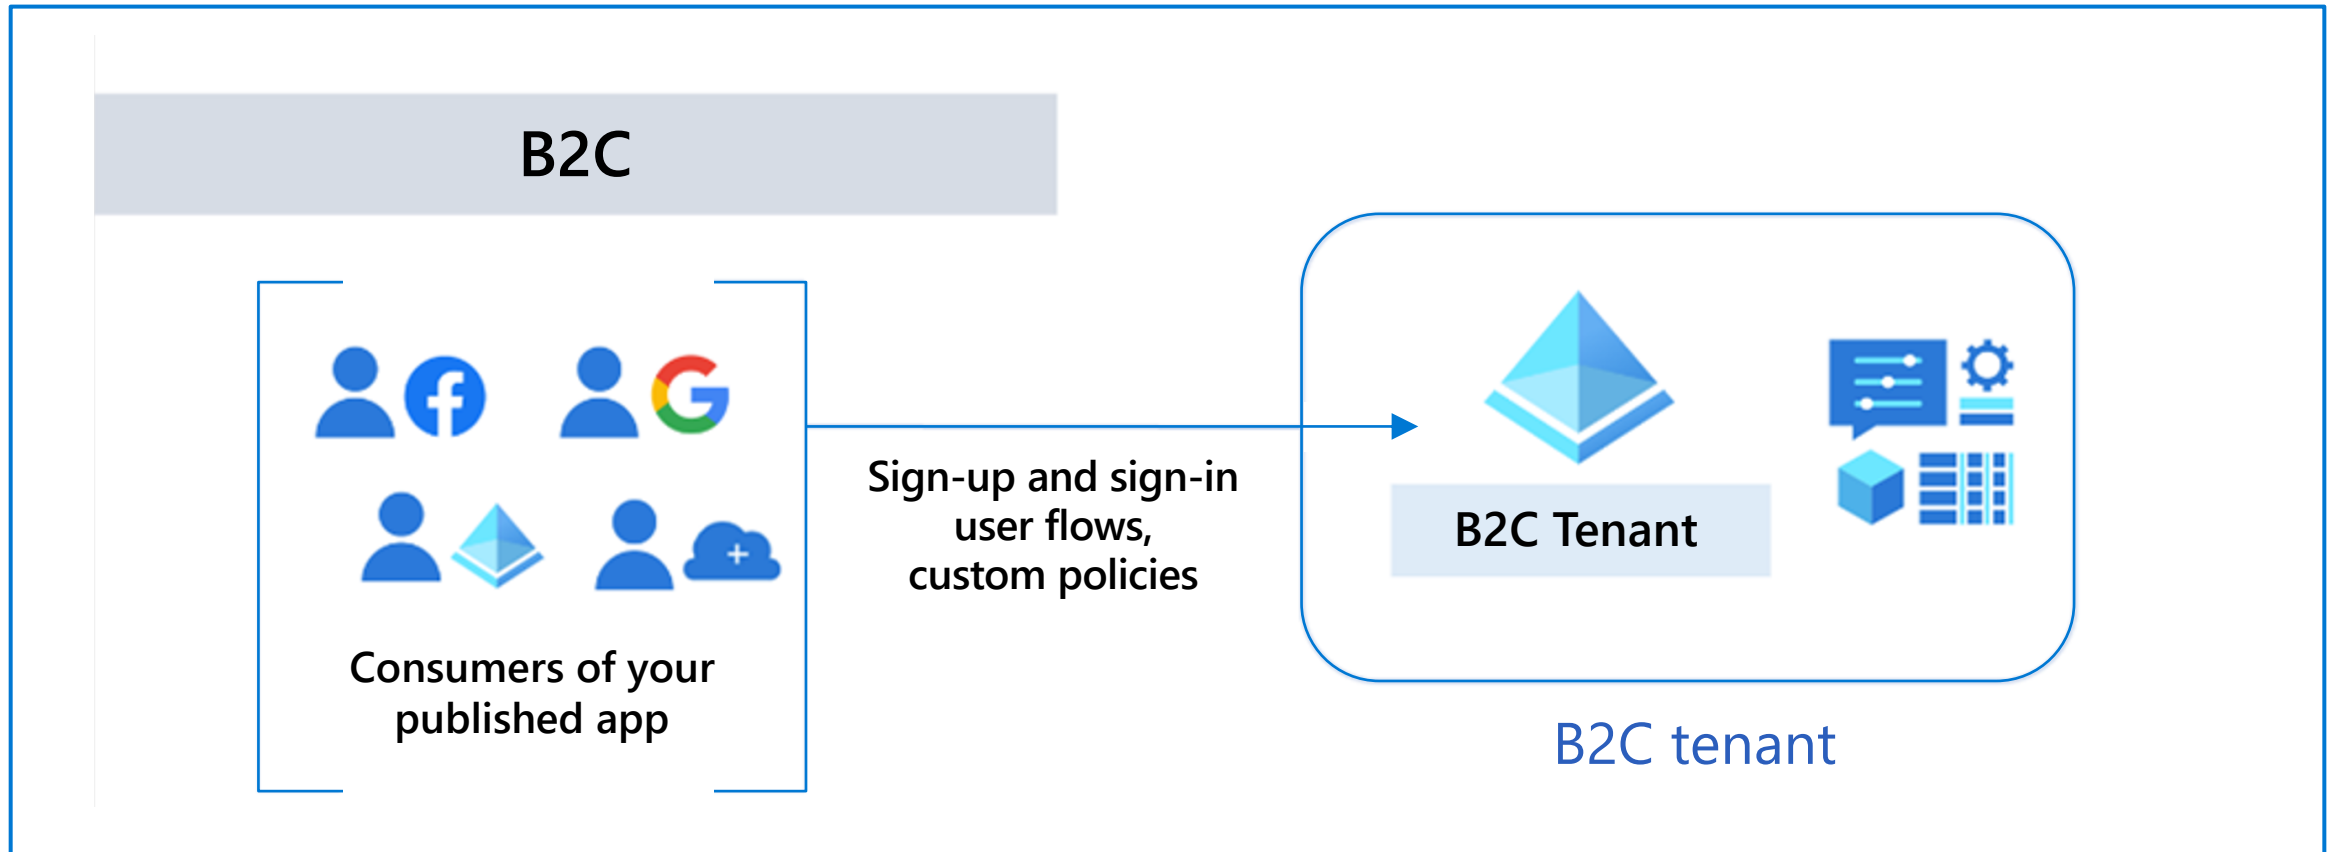 B2C
Sign-up and sign-in
user flows,
custom policies
Consumers of your
published app
B2C Tenant
B2C tenant